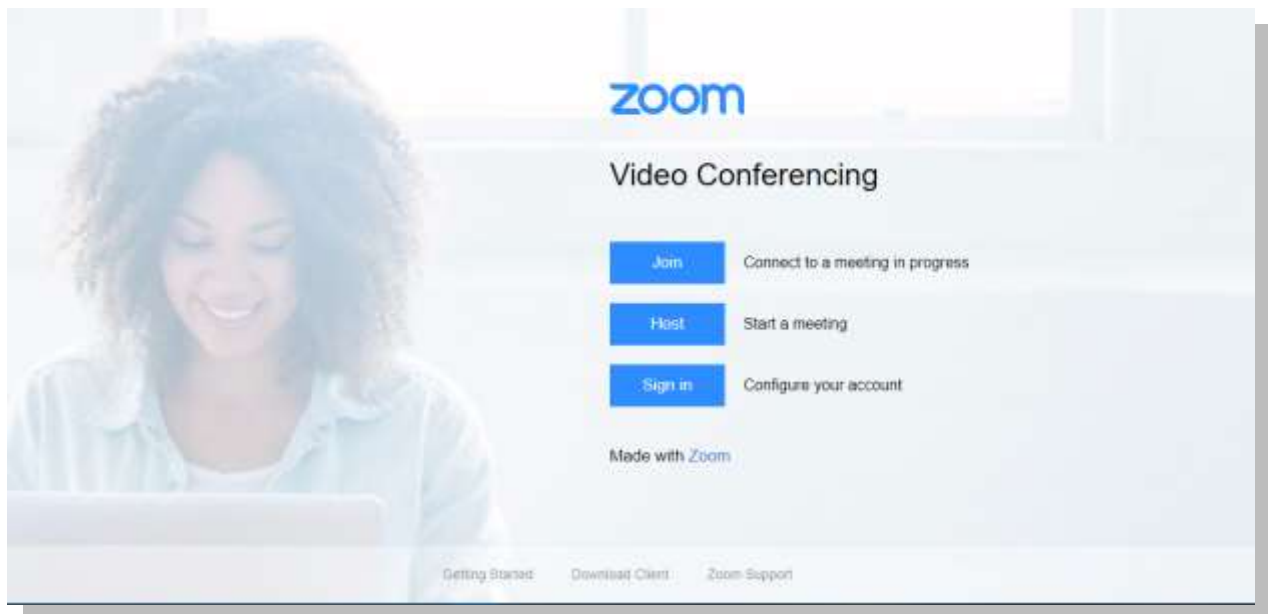 zoom
Video Conferencing
Join Connect to a meeting in progress
Host Start a meeting
Sign in Configure your account
Made with Zoom
Getting Started Download Client Zoom Support